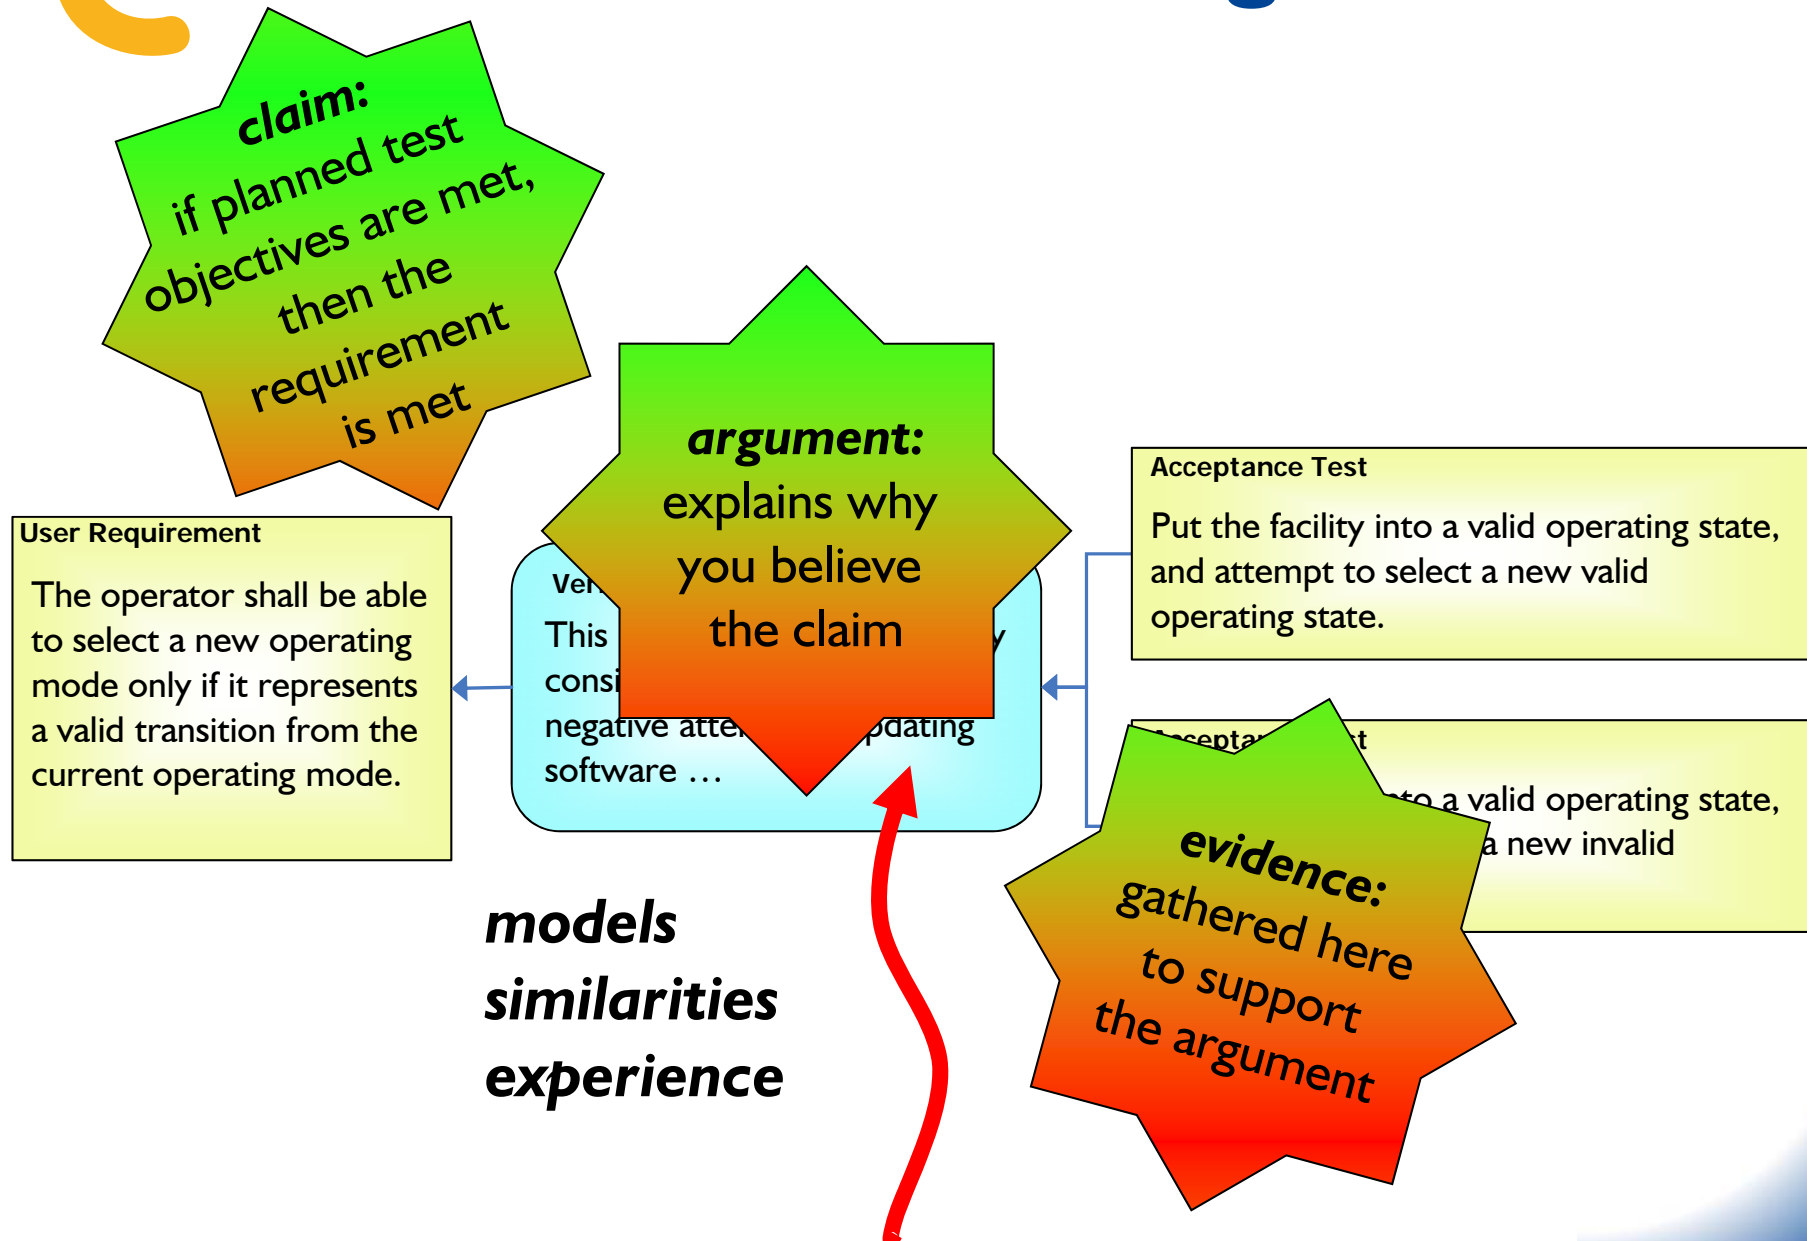 claim:
if planned test
objectives are met,
then the
requirement
is met
argument:
explains why
you believe
the claim
User Requirement
The operator shall be able
to select a new operating
mode only if it represents
a valid transition from the
current operating mode.
This
negative
software …
Acceptance Test
Put the facility into a valid operating state,
and attempt to select a new valid
operating state.
a valid operating state,
a new invalid
evidence:
gathered here
to support
the argument
models
similarities
experience